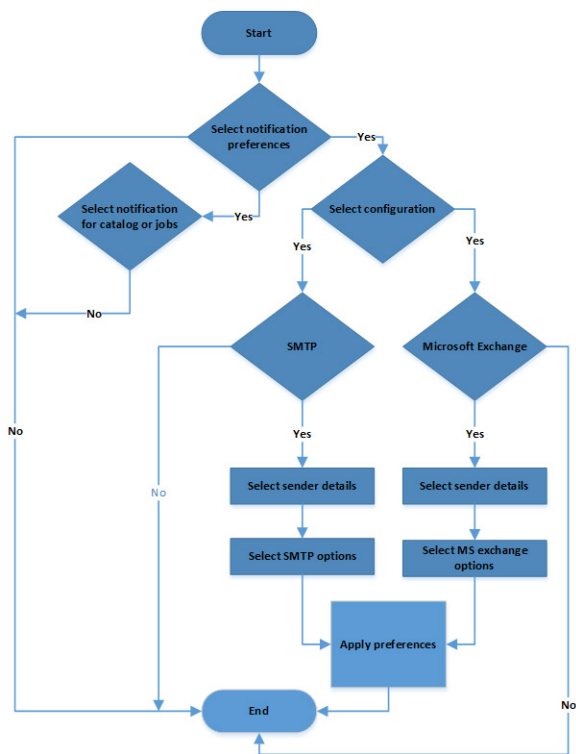 Start
Select notification
preferences
Yes
Select notification
for catalog or jobs
Yes
Select configuration
Yes
Yes
No
SMTP
Microsoft Exchange
No
Yes
Yes
No
Select sender details
Select sender details
Select SMTP options
Select MS exchange
options
Apply preferences
No
End